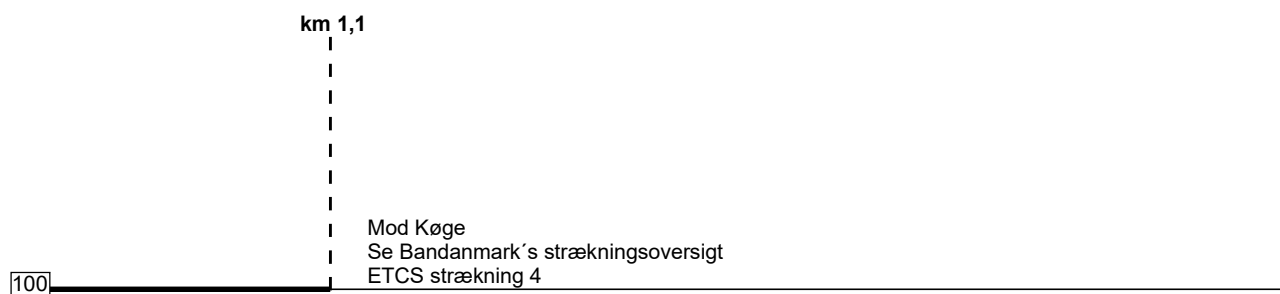 km 1,1
Mod Køge
Se Bandanmark´s strækningsoversigt
ETCS strækning 4
100